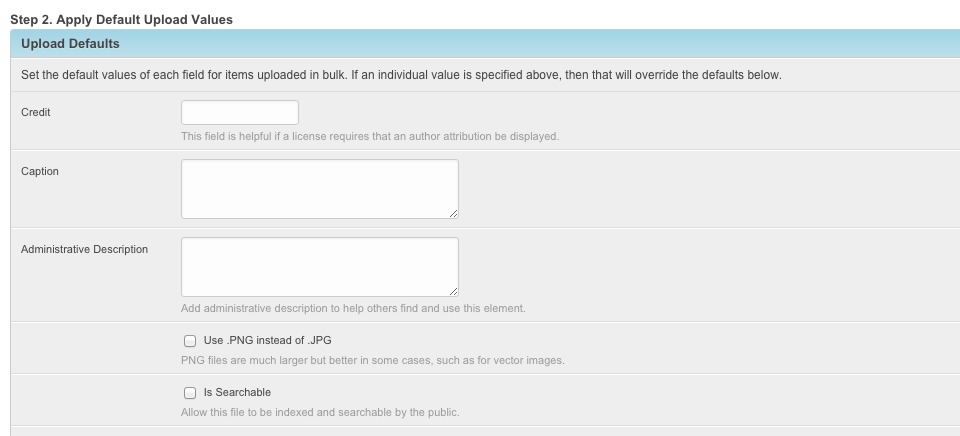 Step 2. Apply Default Upload Values
Upload Defaults
Set the default values of each field for items uploaded in bulk. If an individual value is specified above, then that will override the defaults below.
Credit
This field is helpful if a license requires that an author attribution be displayed.
Caption
Administrative Description
Add administrative description to help others find and use this element.
Use .PNG instead of .JPG
PNG files are much larger but better in some cases, such as for vector images.
Is Searchable
Allow this file to be indexed and searchable by the public.